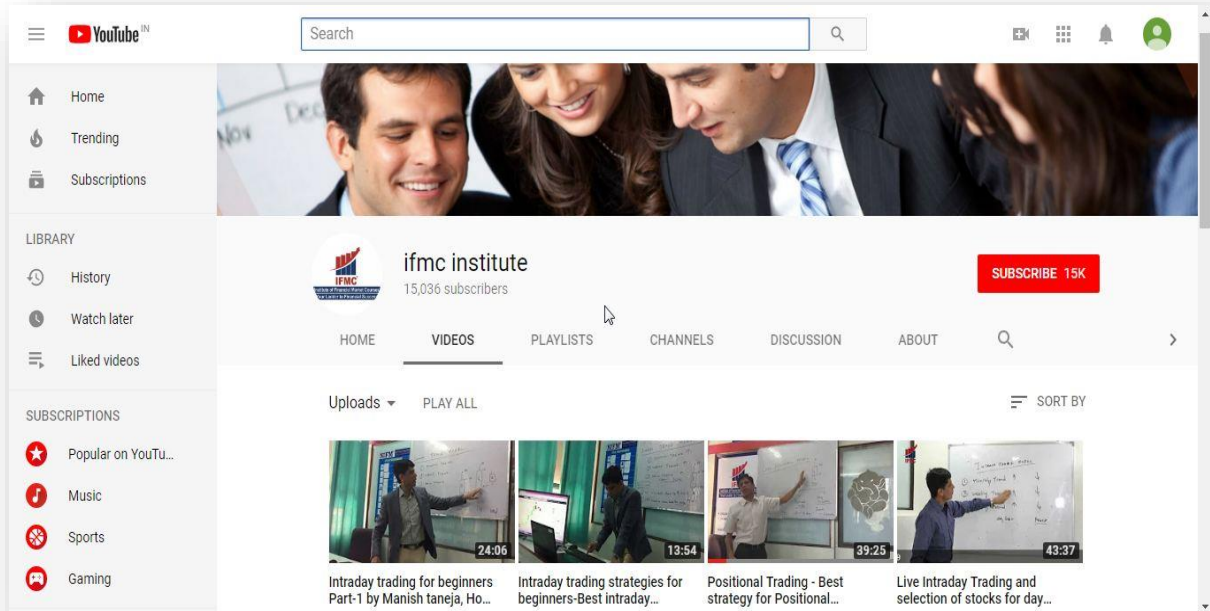 YouTube IN
Search
Home
Trending
Subscriptions
LIBRARY
History
Watch later
Liked videos
SUBSCRIPTIONS
Popular on YouTu...
Music
Sports
Gaming
Nov
Dec
IFMC
ifmc institute
15,036 subscribers
SUBSCRIBE 15K
HOME VIDEOS PLAYLISTS CHANNELS DISCUSSION ABOUT
Uploads PLAY ALL SORT BY
24:06
Intraday trading for beginners
Part-1 by Manish taneja, Ho...
13:54
Intraday trading strategies for
beginners-Best intraday...
39:25
Positional Trading - Best
strategy for Positional...
43:37
Live Intraday Trading and
selection of stocks for day...